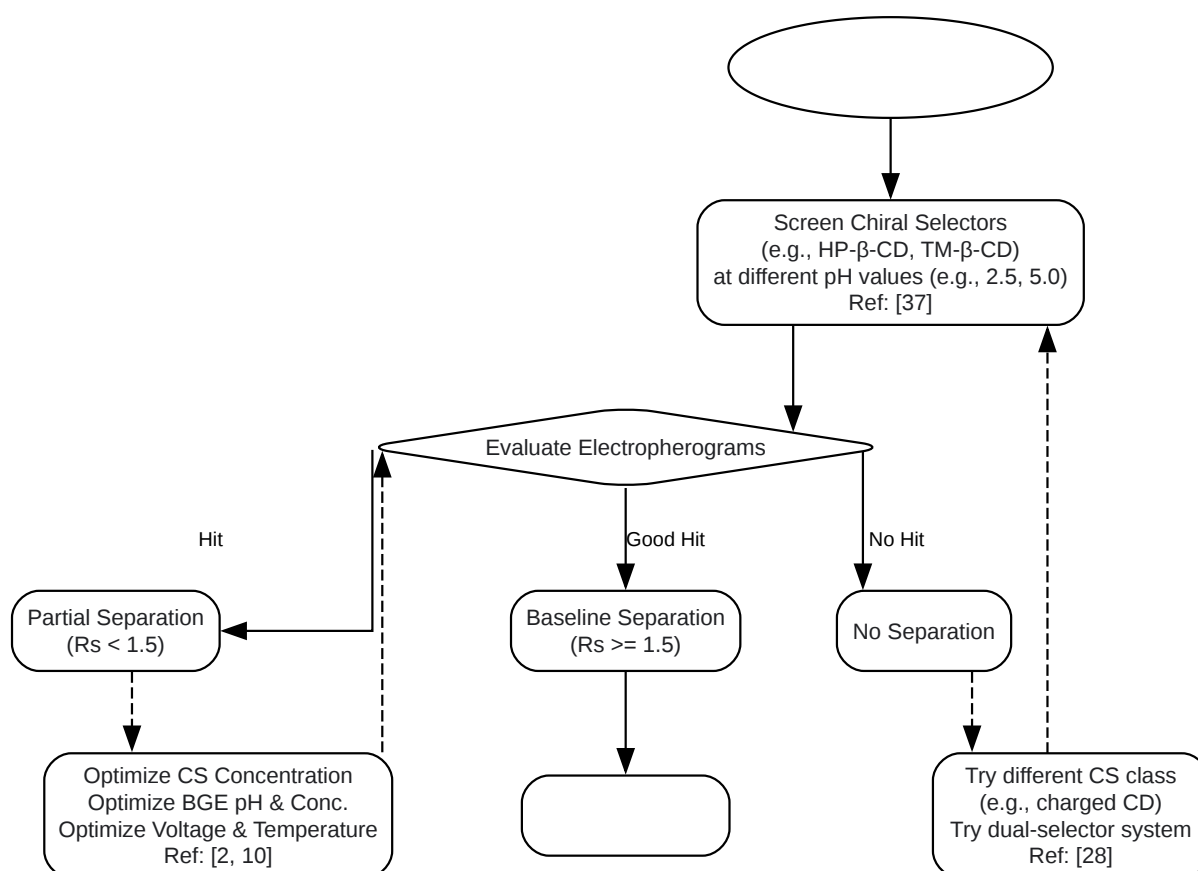 Screen Chiral Selectors
(e.g., HP-β-CD, TM-β-CD)
at different pH values (e.g., 2.5, 5.0)
Ref: [37]
Evaluate Electropherograms
Hit
Good Hit
No Hit
Partial Separation
(Rs < 1.5)
Baseline Separation
(Rs >= 1.5)
No Separation
Optimize CS Concentration
Optimize BGE pH & Conc.
Optimize Voltage & Temperature
Ref: [2, 10]
Try different CS class
(e.g., charged CD)
Try dual-selector system
Ref: [28]